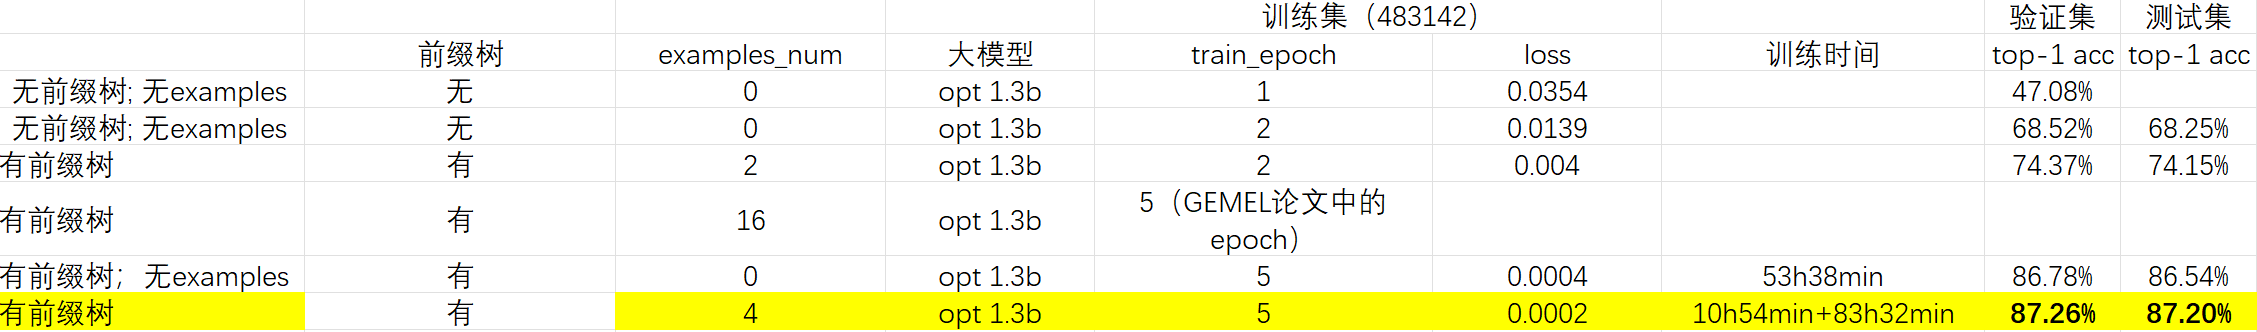 训练集（483142） 验证集 测试集
前缀树 examples_num 大模型 train_epoch loss 训练时间 top-1 acc top-1 acc
无前缀树; 无examples 无 0 opt 1.3b 1 0.0354 47.08%
无前缀树; 无examples 无 0 opt 1.3b 2 0.0139 68.52% 68.25%
有前缀树 有 2 opt 1.3b 2 0.004 74.37% 74.15%
有前缀树 有 16 opt 1.3b 5（GEMEL论文中的
epoch）
有前缀树；无examples 有 0 opt 1.3b 5 0.0004 53h38min 86.78% 86.54%
有前缀树 有 4 opt 1.3b 5 0.0002 10h54min+83h32min 87.26% 87.20%